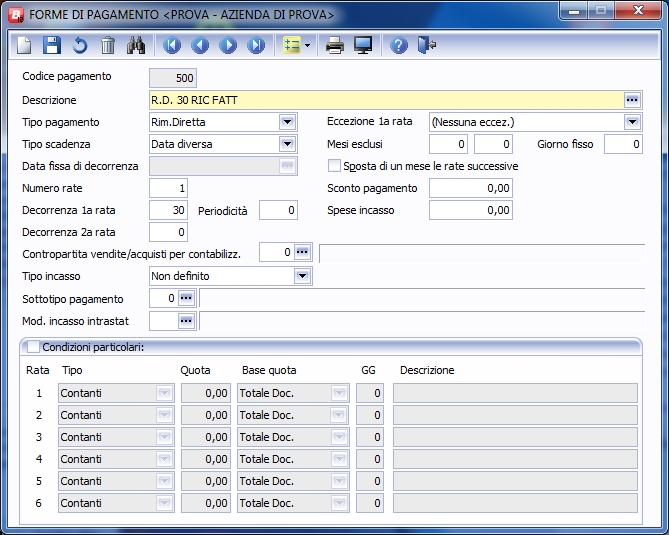 FORME DI PAGAMENTO <PROVA - AZIENDA DI PROVA>
Codice pagamento 500
Descrizione R.D. 30 RIC FATT
Tipo pagamento Rim.Diretta Eccezione 1a rata (Nessuna eccez.)
Tipo scadenza Data diversa Mesi esclusi 0 0 Giorno fisso 0
Data fissa di decorrenza Sposta di un mese le rate successive
Numero rate 1 Sconto pagamento 0,00
Decorrenza 1a rata 30 Periodicità 0 Spese incasso 0,00
Decorrenza 2a rata 0
Contropartita vendite/acquisti per contabilizz. 0
Tipo incasso Non definito
Sottotipo pagamento 0
Mod. incasso intrastat
Condizioni particolari:
Rata Tipo Quota Base quota GG Descrizione
1 Contanti 0,00 Totale Doc. 0
2 Contanti 0,00 Totale Doc. 0
3 Contanti 0,00 Totale Doc. 0
4 Contanti 0,00 Totale Doc. 0
5 Contanti 0,00 Totale Doc. 0
6 Contanti 0,00 Totale Doc. 0